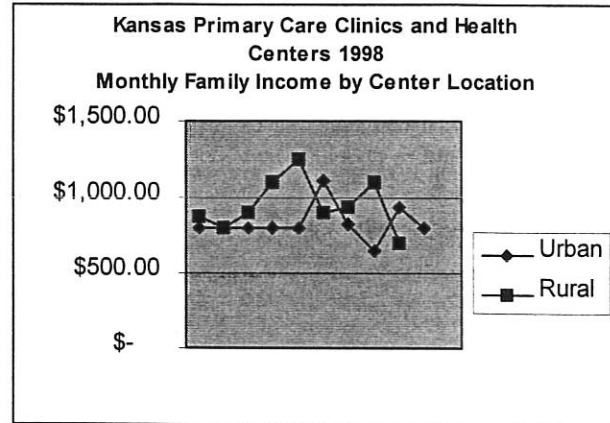 Kansas Primary Care Clinics and Health
Centers 1998
Monthly Family Income by Center Location
$1,500.00
$1,000.00
$500.00
$-
Urban
Rural